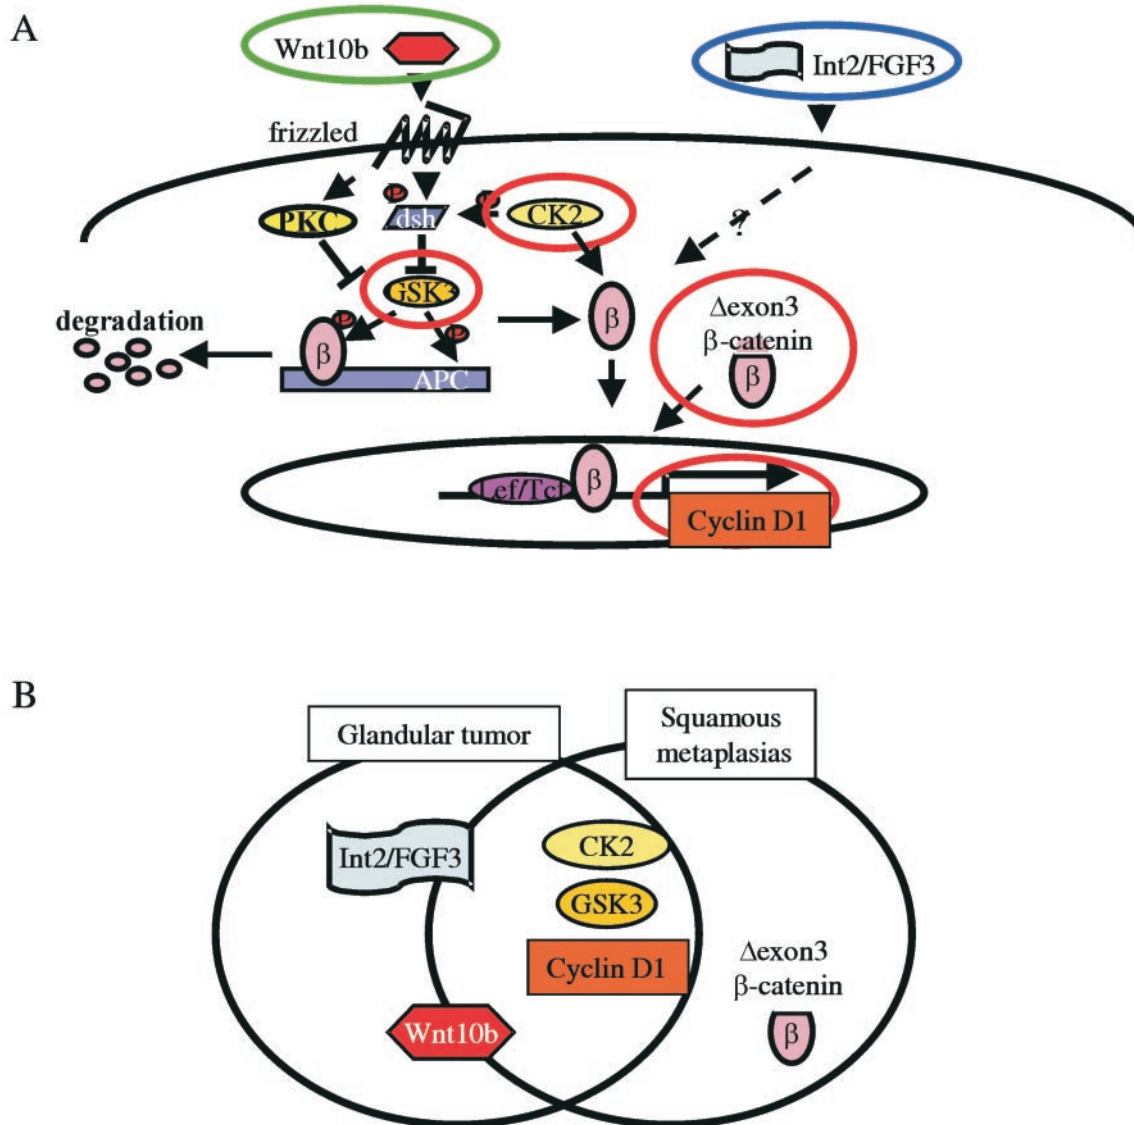 A
Wnt10b
Int2/FGF3
frizzled
P
P
PKC
dsh
CK2
?
GSK3
P
P
β
Δexon3
β-catenin
degradation
β
β
APC
β
Lef/Tcf
Cyclin D1
B
Glandular tumor
Squamous
metaplasias
Int2/FGF3
CK2
GSK3
Cyclin D1
Δexon3
β-catenin
Wnt10b
β